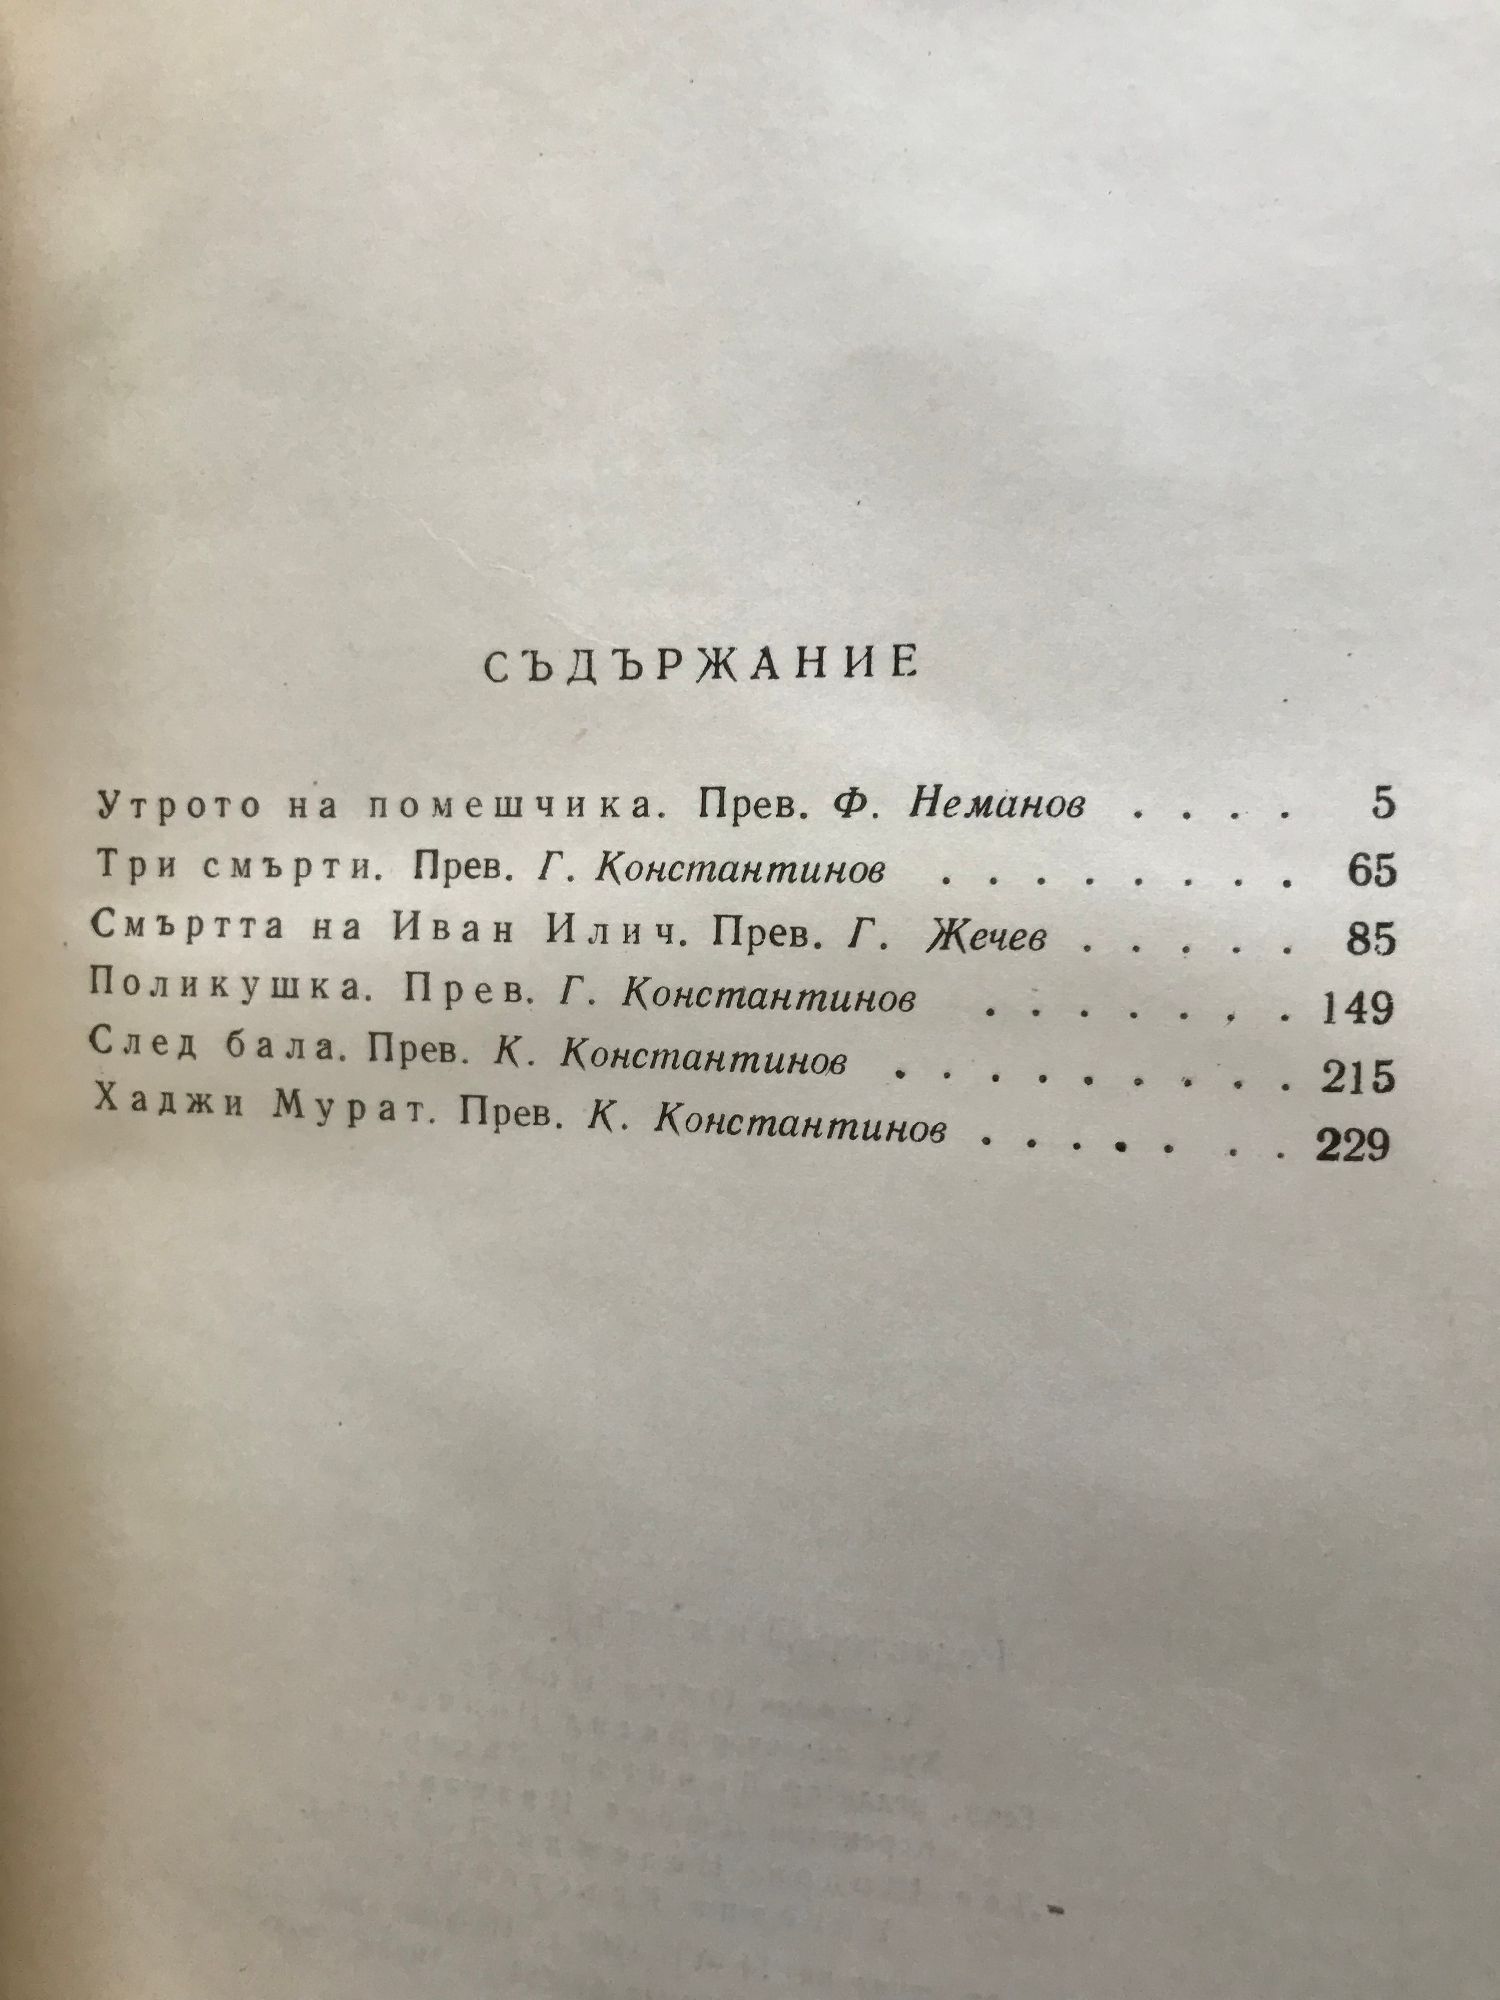 СЪДЪРЖАНИЕ
Утрото на помешчика. Прев. Ф. Неманов . . . . 5
Три смърти. Прев. Г. Константинов . . . . . . . . 65
Смъртта на Иван Илич. Прев. Г. Жечев . . . . . 85
Поликушка. Прев. Г. Константинов . . . . . . . 149
След бала. Прев. К. Константинов . . . . . . . . . 215
Хаджи Мурат. Прев. К. Константинов . . . . . . . 229